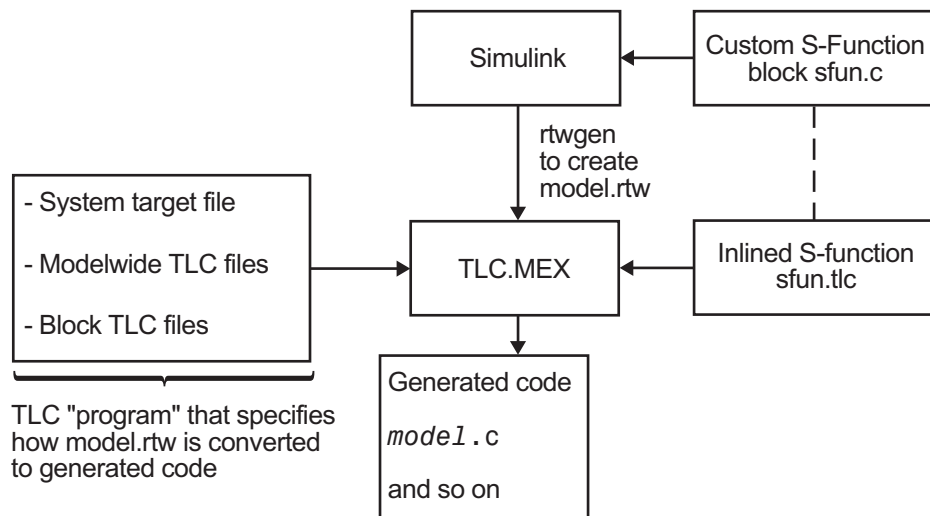 Simulink
Custom S-Function
block sfun.c
rtwgen
to create
model.rtw
- System target file
- Modelwide TLC files
- Block TLC files
TLC.MEX
Inlined S-function
sfun.tlc
TLC "program" that specifies
how model.rtw is converted
to generated code
Generated code
model.c
and so on